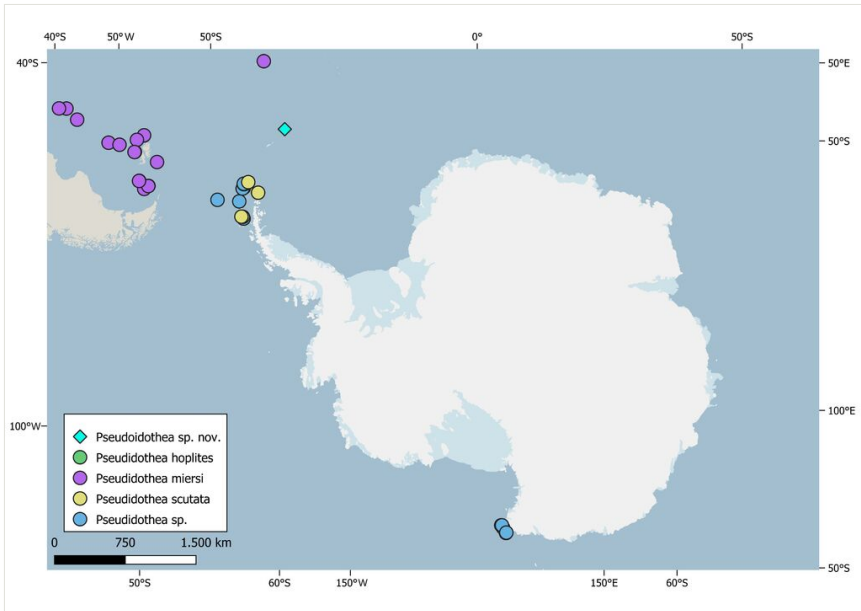 40°S 50°W 50°S 0° 50°S
40°S 50°E
50°S
100°W 100°E
Pseudoidothea sp. nov.
Pseudidothea hoplites
Pseudidothea miersi
Pseudidothea scutata
Pseudidothea sp.
0 750 1.500 km
50°S
50°S 60°S 150°W 150°E 60°S